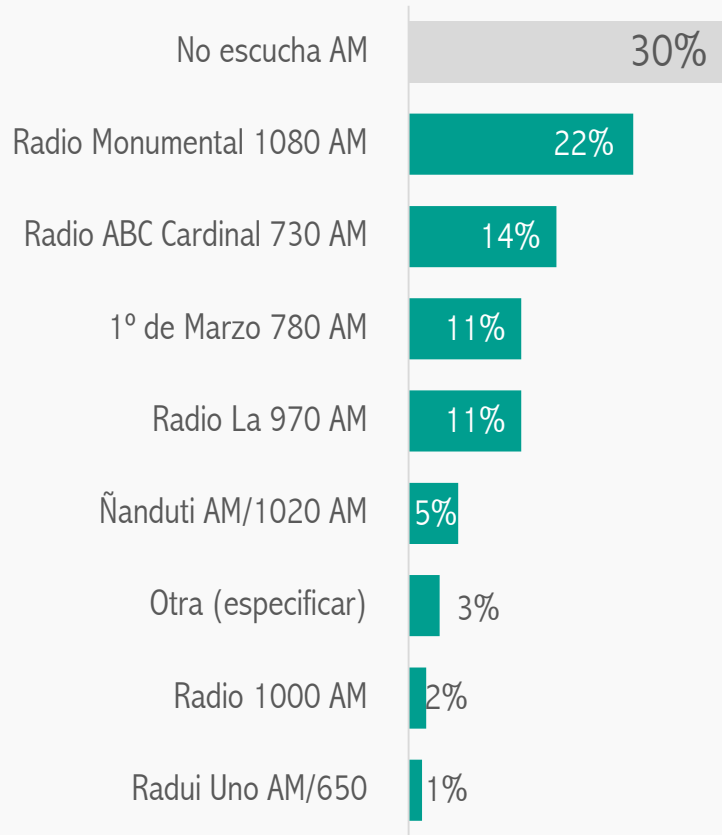 No escucha AM 30%
Radio Monumental 1080 AM 22%
Radio ABC Cardinal 730 AM 14%
1º de Marzo 780 AM 11%
Radio La 970 AM 11%
Ñanduti AM/1020 AM 5%
Otra (especificar) 3%
Radio 1000 AM 2%
Radui Uno AM/650 1%